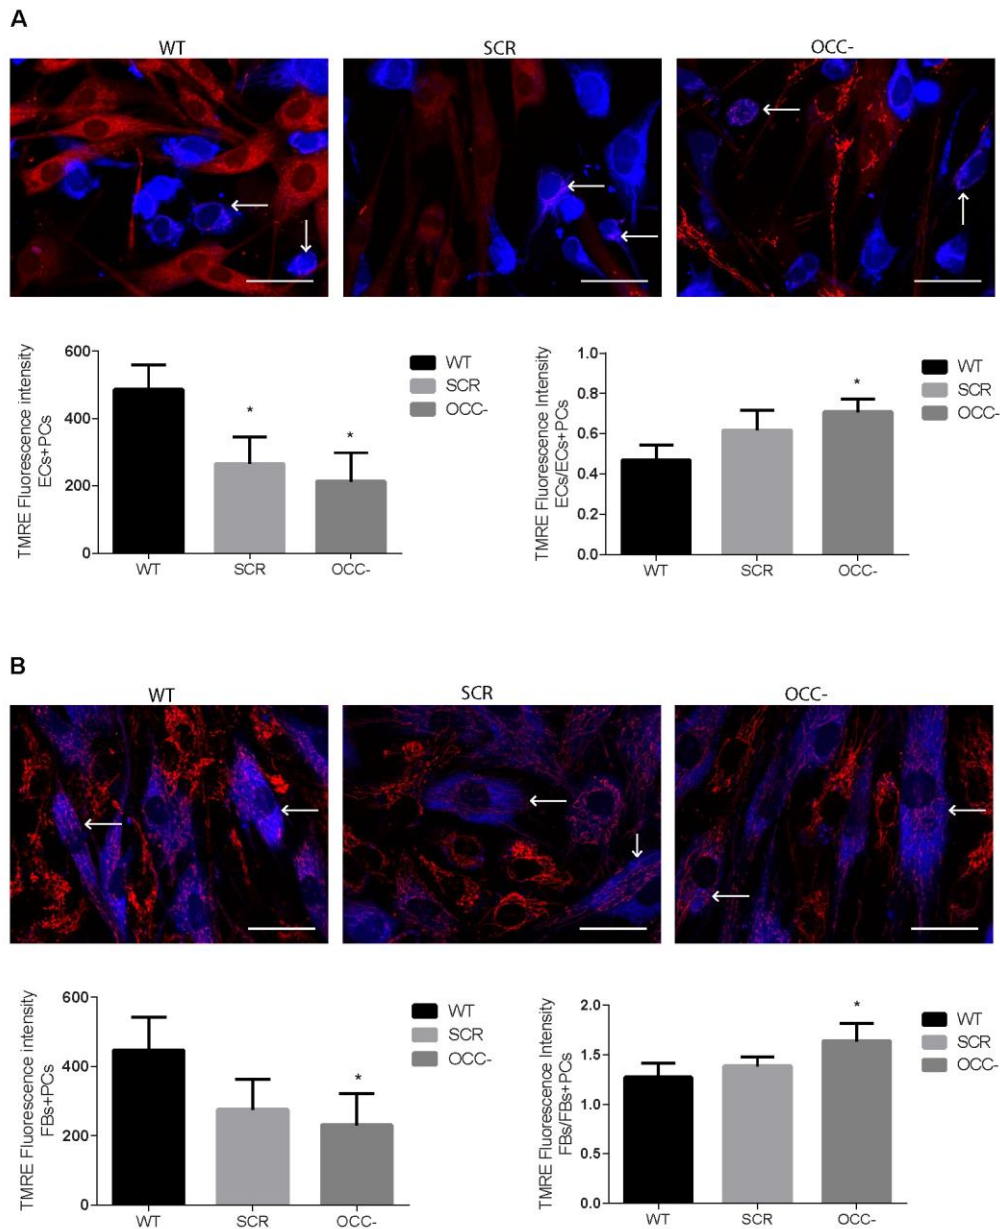 A
WT
SCR
OCC-
TMRE Fluorescence intensity
ECs+PCs
600
400
200
0
*
*
WT
SCR
OCC-
WT
SCR
OCC-
TMRE Fluorescence Intensity
ECs/ECs+PCs
1.0
0.8
0.6
0.4
0.2
0.0
*
WT
SCR
OCC-
WT
SCR
OCC-
B
WT
SCR
OCC-
TMRE Fluorescence intensity
FBs+PCs
600
400
200
0
*
WT
SCR
OCC-
WT
SCR
OCC-
TMRE Fluorescence Intensity
FBs/FBs+PCs
2.0
1.5
1.0
0.5
0.0
*
WT
SCR
OCC-
WT
SCR
OCC-